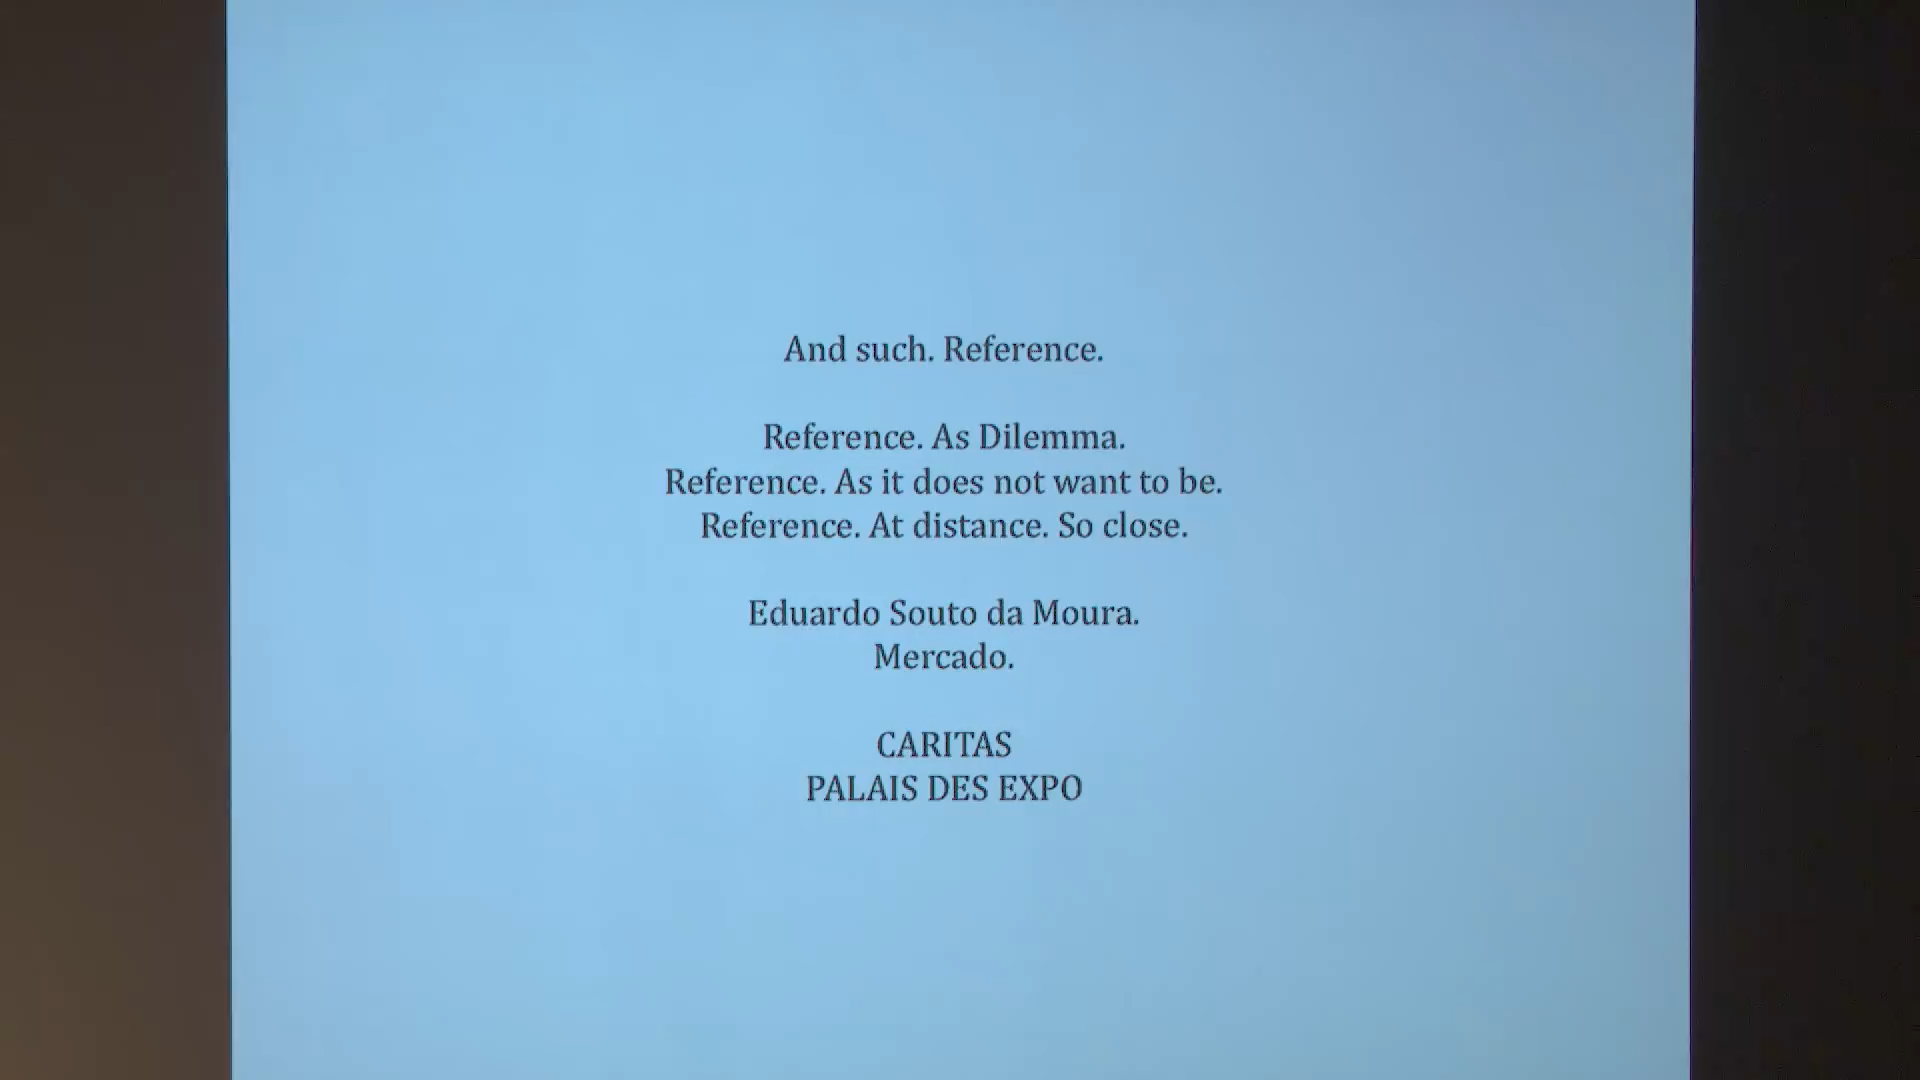 And such. Reference.
Reference. As Dilemma.
Reference. As it does not want to be.
Reference. At distance. So close.
Eduardo Souto da Moura.
Mercado.
CARITAS
PALAIS DES EXPO